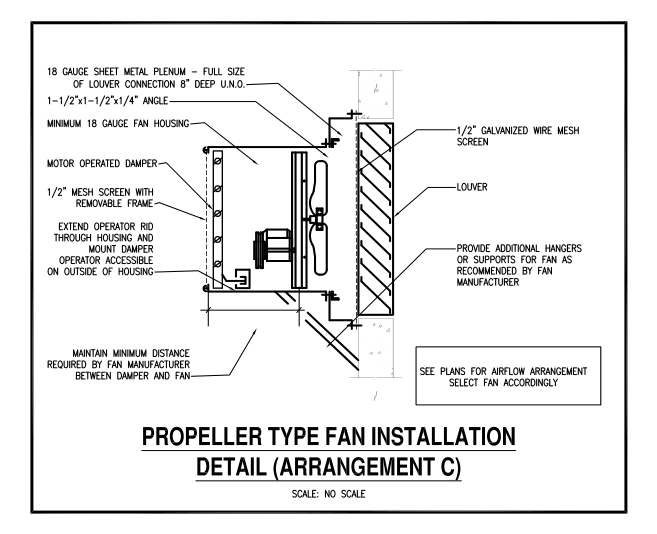 18 GAUGE SHEET METAL PLENUM – FULL SIZE
OF LOUVER CONNECTION 8" DEEP U.N.O.
1-1/2"x1-1/2"x1/4" ANGLE
MINIMUM 18 GAUGE FAN HOUSING
MOTOR OPERATED DAMPER
1/2" MESH SCREEN WITH
REMOVABLE FRAME
EXTEND OPERATOR RID
THROUGH HOUSING AND
MOUNT DAMPER
OPERATOR ACCESSIBLE
ON OUTSIDE OF HOUSING
MAINTAIN MINIMUM DISTANCE
REQUIRED BY FAN MANUFACTURER
BETWEEN DAMPER AND FAN
1/2" GALVANIZED WIRE MESH
SCREEN
LOUVER
PROVIDE ADDITIONAL HANGERS
OR SUPPORTS FOR FAN AS
RECOMMENDED BY FAN
MANUFACTURER
SEE PLANS FOR AIRFLOW ARRANGEMENT
SELECT FAN ACCORDINGLY
PROPELLER TYPE FAN INSTALLATION
DETAIL (ARRANGEMENT C)
SCALE: NO SCALE